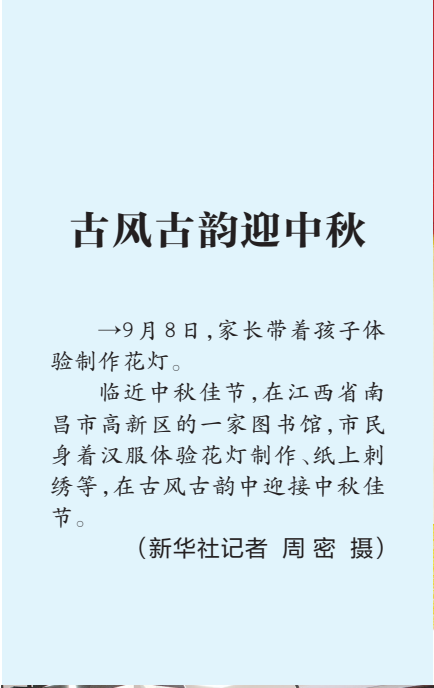 古风古韵迎中秋
→9月8日,家长带着孩子体
验制作花灯。
临近中秋佳节,在江西省南
昌市高新区的一家图书馆,市民
身着汉服体验花灯制作、纸上刺
绣等,在古风古韵中迎接中秋佳
节。
(新华社记者 周密 摄)